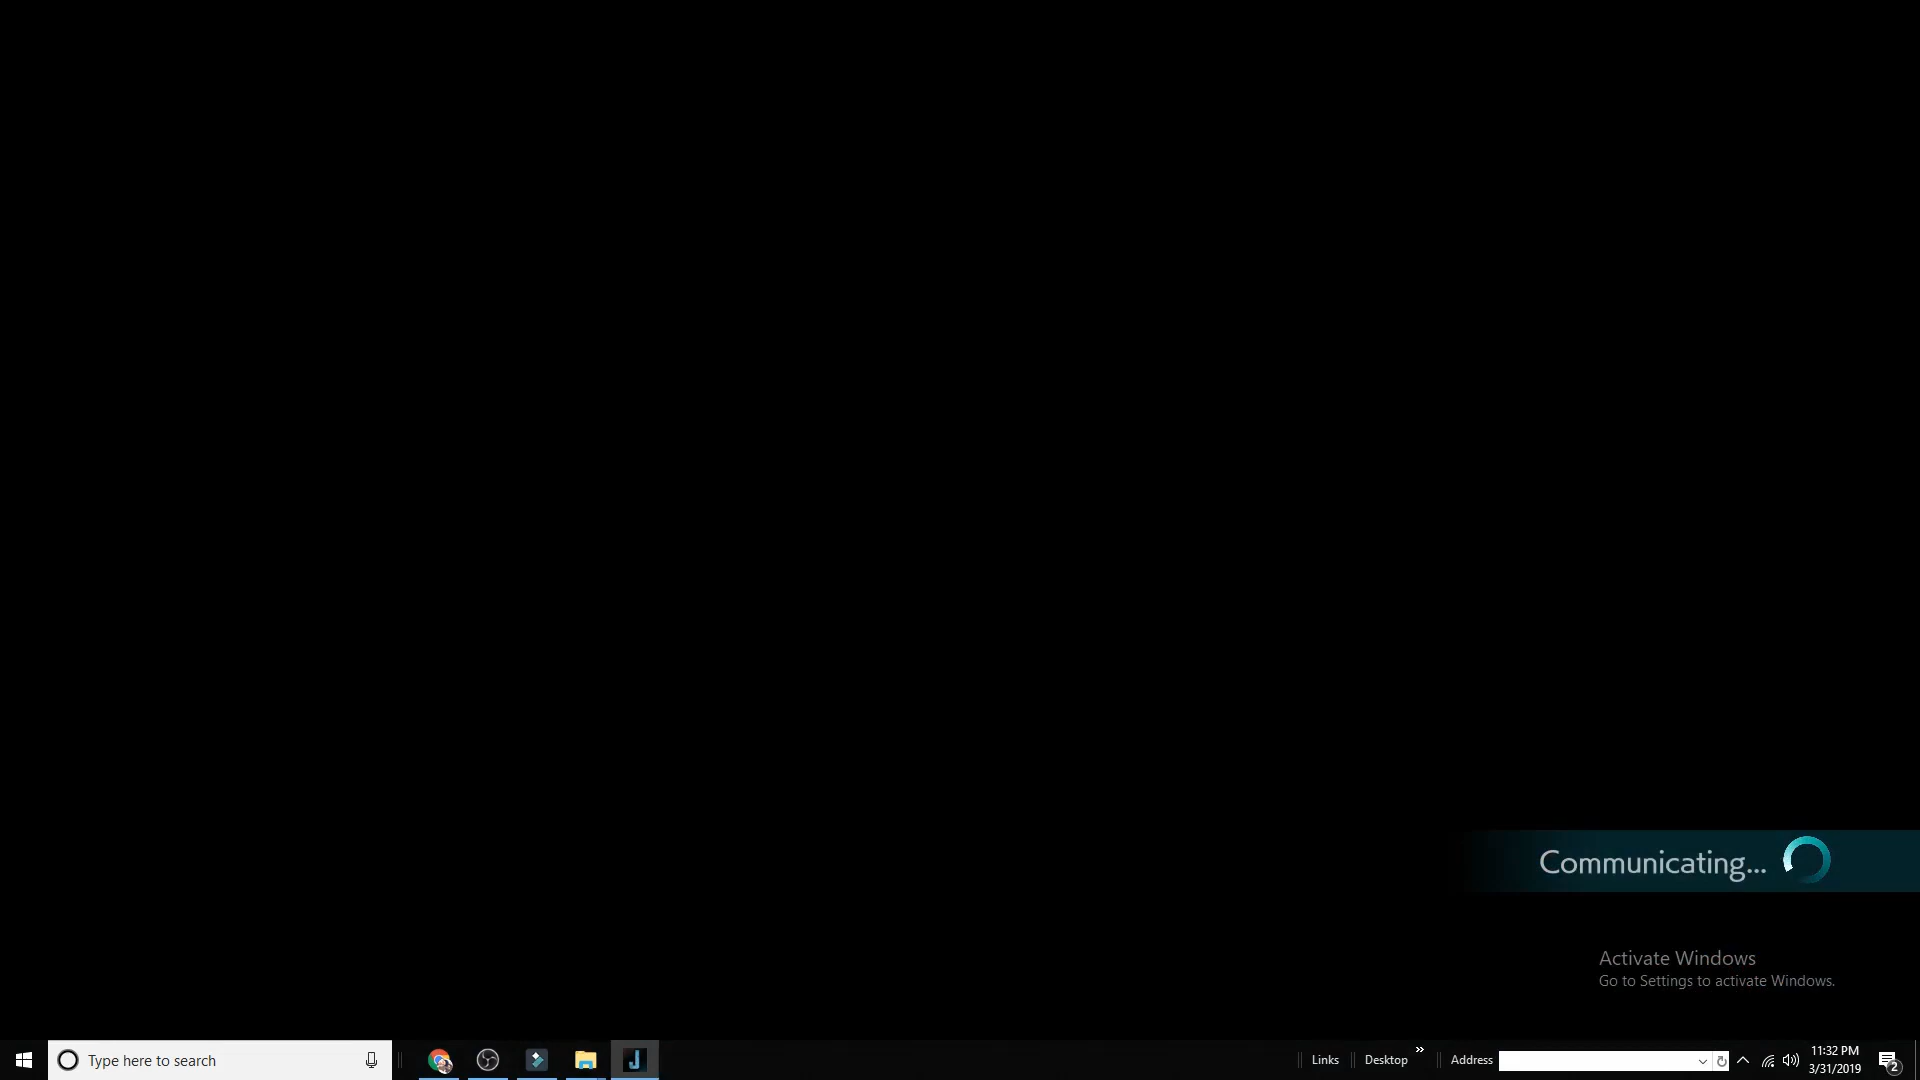 Communicating...
Activate Windows
Go to Settings to activate Windows.
Type here to search
J
Links
Desktop
Address
11:32 PM
3/31/2019
2